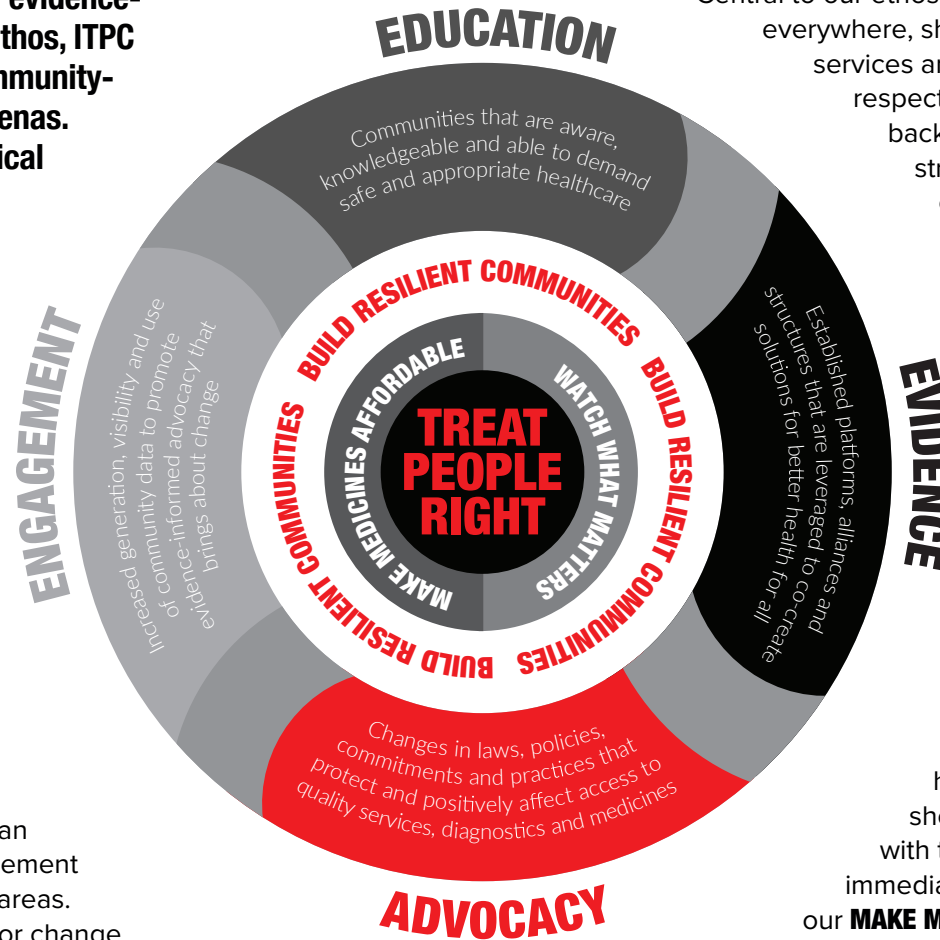 evidence-
thos, ITPC
mmunity-
enas.
ical
everywhere, sh
services ar
respect
back
str
EDUCATION
Communities that are aware,
knowledgeable and able to demand
safe and appropriate healthcare
ENGAGEMENT
Increased generation, visibility and use
of community data to promote
evidence-informed advocacy that
brings about change
EVIDENCE
Established platforms, alliances and
structures that are leveraged to co-create
solutions for better health for all
BUILD RESILIENT COMMUNITIES
BUILD RESILIENT COMMUNITIES
BUILD RESILIENT COMMUNITIES
MAKE MEDICINES AFFORDABLE
WATCH WHAT MATTERS
TREAT
PEOPLE
RIGHT
Changes in laws, policies,
commitments and practices that
protect and positively affect access to
quality services, diagnostics and medicines
ADVOCACY
an
ement
areas.
or change
h
sho
with t
immedia
our MAKE M